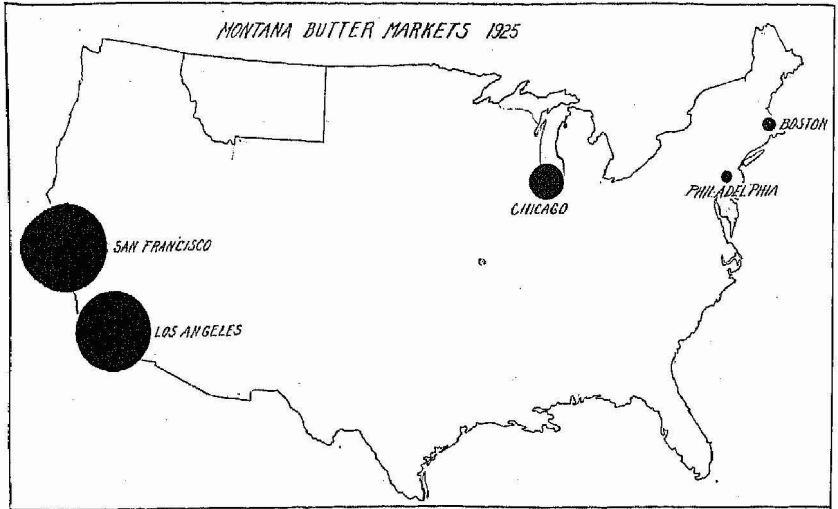 MONTANA BUTTER MARKETS 1925
BOSTON
PHILADELPHIA
CHICAGO
SAN FRANCISCO
LOS ANGELES